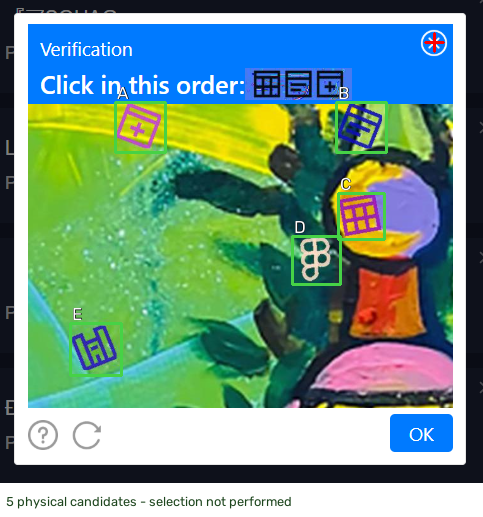 Verification
Click in this order:
A
B
C
D
E
OK
5 physical candidates - selection not performed